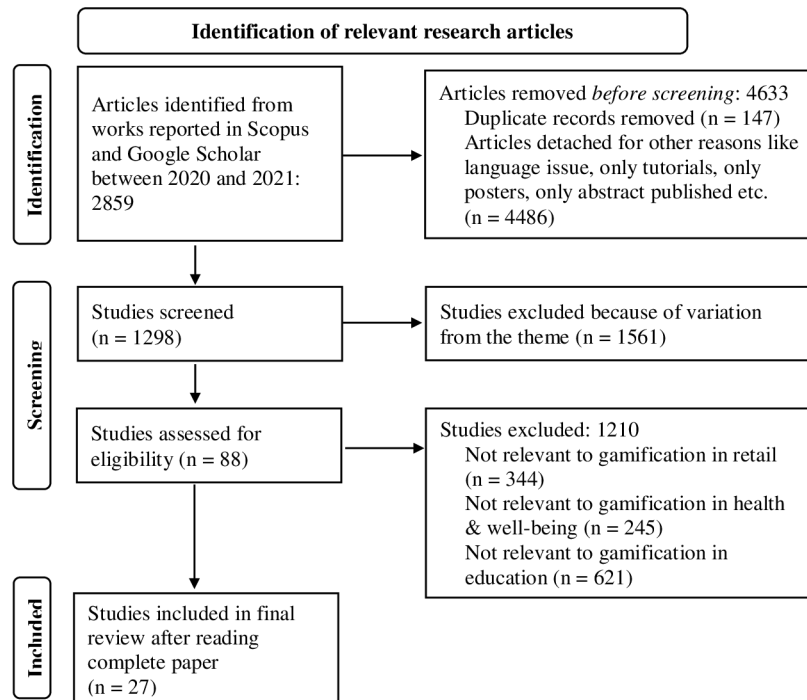 Identification of relevant research articles
Identification
Articles identified from
works reported in Scopus
and Google Scholar
between 2020 and 2021:
2859
Articles removed before screening: 4633
Duplicate records removed (n = 147)
Articles detached for other reasons like
language issue, only tutorials, only
posters, only abstract published etc.
(n = 4486)
Screening
Studies screened
(n = 1298)
Studies excluded because of variation
from the theme (n = 1561)
Studies assessed for
eligibility (n = 88)
Studies excluded: 1210
Not relevant to gamification in retail
(n = 344)
Not relevant to gamification in health
& well-being (n = 245)
Not relevant to gamification in
education (n = 621)
Included
Studies included in final
review after reading
complete paper
(n = 27)